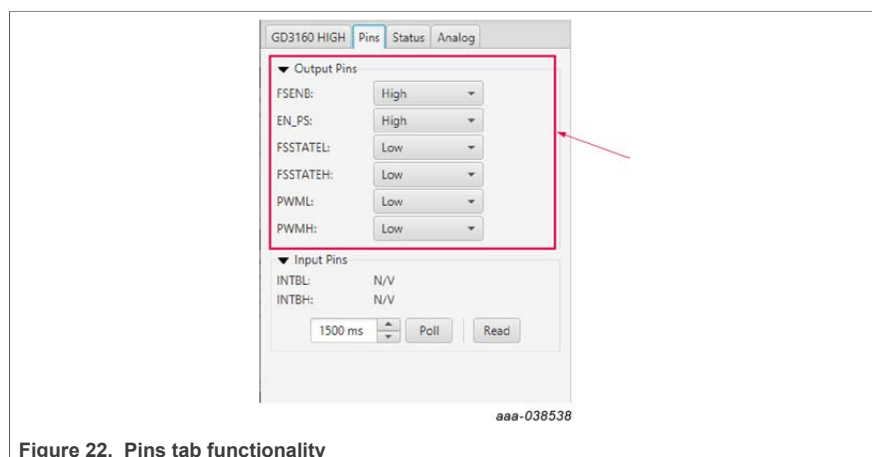 GD3160 HIGH Pins Status Analog
Output Pins
FSENB: High
EN_PS: High
FSSTATEL: Low
FSSTATEH: Low
PWML: Low
PWMH: Low
Input Pins
INTBL: N/V
INTBH: N/V
1500 ms Poll Read
aaa-038538
Figure 22. Pins tab functionality